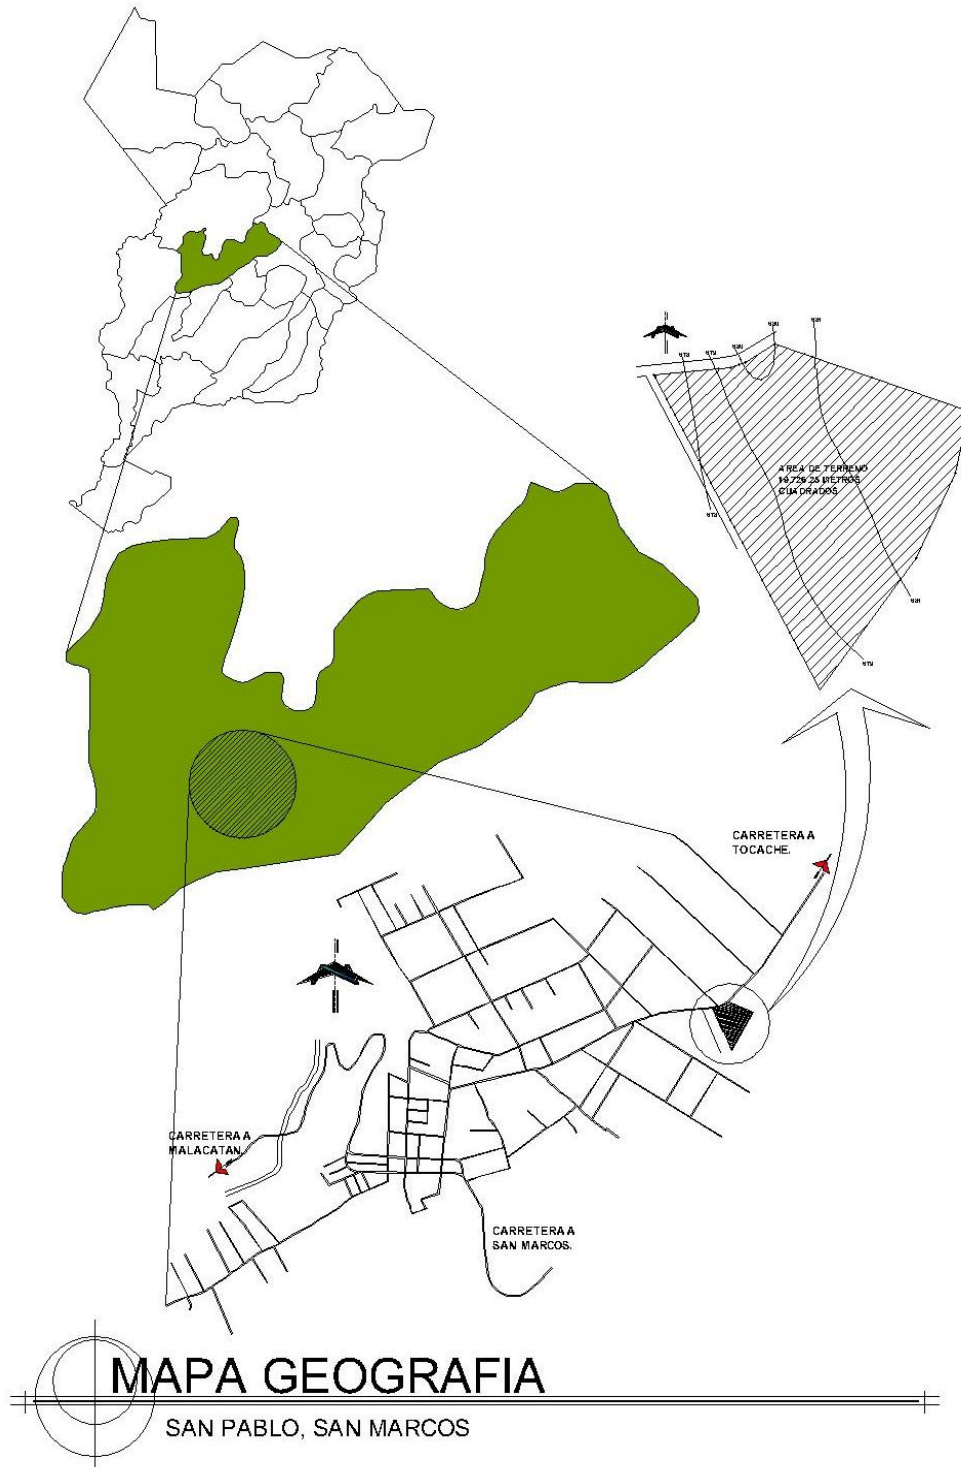 AREA DE TERRENO
METROS
CUADRADOS
CARRETERA A
TOCACHE.
CARRETERA A
MALACATAN.
CARRETERA A
SAN MARCOS.
MAPA GEOGRAFIA
SAN PABLO, SAN MARCOS